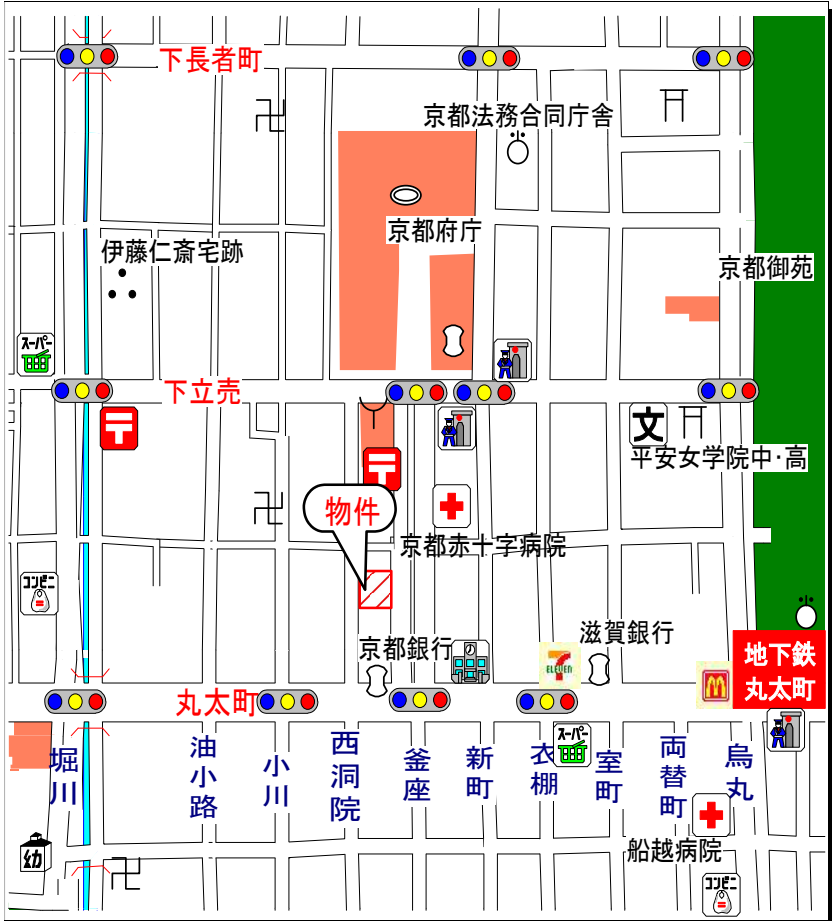 下長者町
京都法務合同庁舎
京都府庁
伊藤仁斎宅跡
京都御苑
スーパー
下立売
〒
文
平安女学院中・高
〒
物件
京都赤十字病院
コンビニ
京都銀行
滋賀銀行
7
ELEVEN
地下鉄
丸太町
丸太町
堀川
油小路
小川
西洞院
釜座
新町
衣棚
スーパー
室町
両替町
烏丸
幼
船越病院
コンビニ